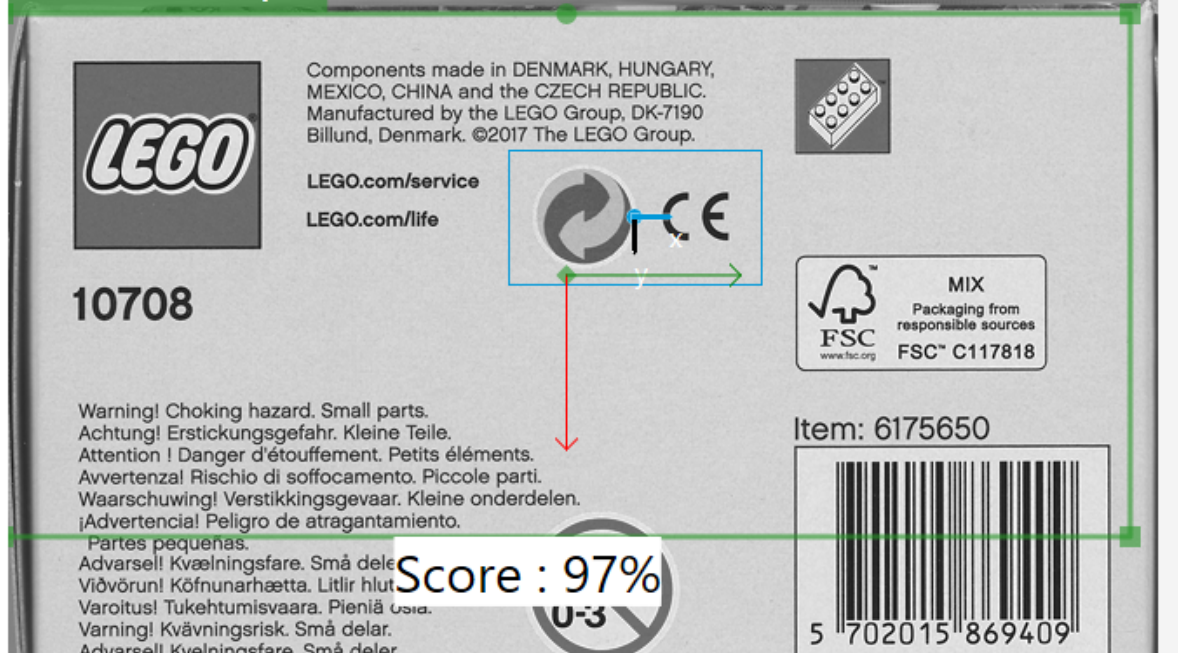 LEGO
®
Components made in DENMARK, HUNGARY,
MEXICO, CHINA and the CZECH REPUBLIC.
Manufactured by the LEGO Group, DK-7190
Billund, Denmark. ©2017 The LEGO Group.
LEGO.com/service
LEGO.com/life
CE
x
y
10708
™
FSC
www.fsc.org
MIX
Packaging from
responsible sources
FSC™ C117818
Warning! Choking hazard. Small parts.
Achtung! Erstickungsgefahr. Kleine Teile.
Attention ! Danger d'étouffement. Petits éléments.
Avvertenza! Rischio di soffocamento. Piccole parti.
Waarschuwing! Verstikkingsgevaar. Kleine onderdelen.
¡Advertencia! Peligro de atragantamiento.
Partes pequeñas.
Advarsel! Kvælningsfare. Små dele
Viðvörun! Köfnunarhætta. Litlir hlut
Varoitus! Tukehtumisvaara. Pieniä osia.
Varning! Kvävningsrisk. Små delar.
Advarsel! Kvelningsfare. Små deler
Score : 97%
0-3
Item: 6175650
5 702015 869409